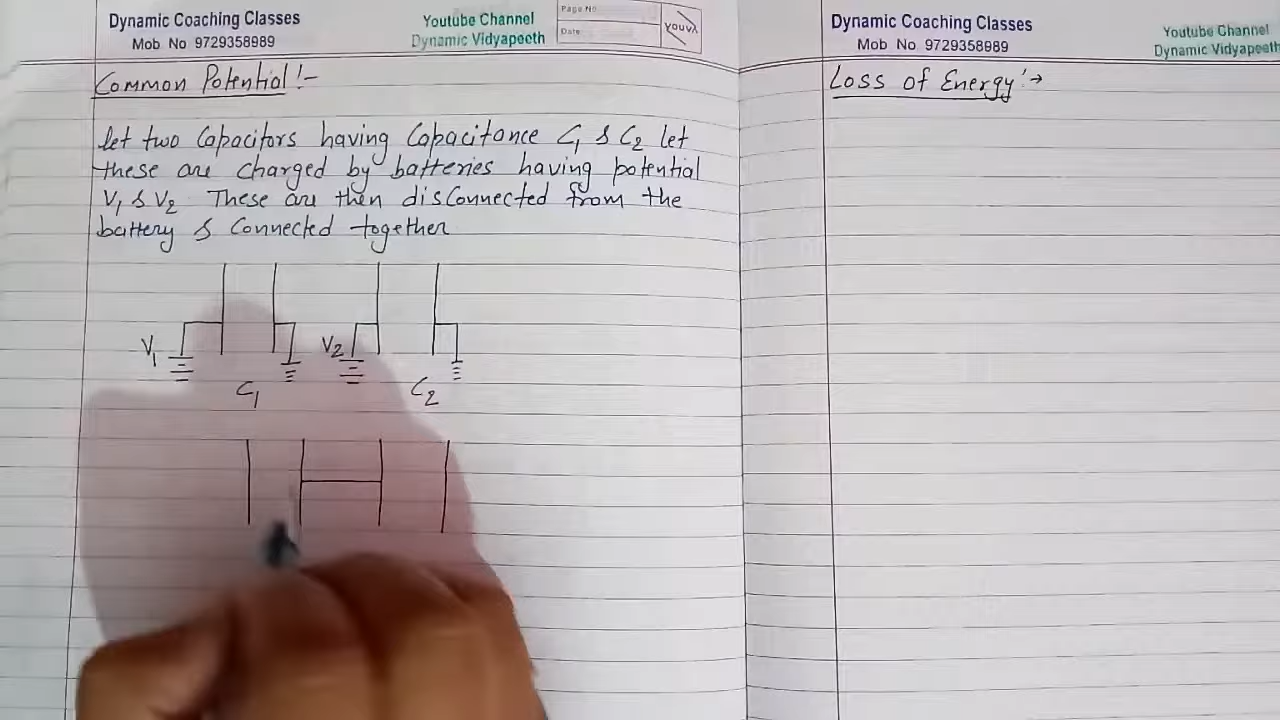 Dynamic Coaching Classes
Mob No 9729358989
Youtube Channel
Dynamic Vidyapeeth
Page No
Date
YOUVA
Common Potential :-
Let two Capacitors having Capacitance C1 & C2 let
these are charged by batteries having potential
V1 & V2 These are then disConnected from the
battery & Connected together
V1
V2
C1
C2
Dynamic Coaching Classes
Mob No 9729358989
Youtube Channel
Dynamic Vidyapeeth
Loss of Energy :→